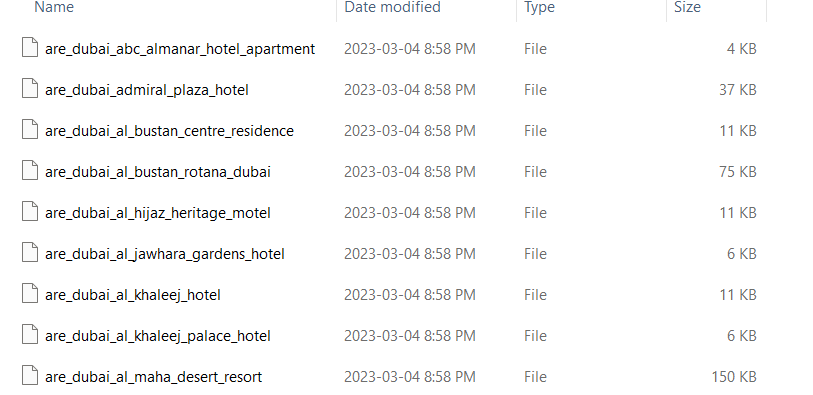 Name Date modified Type Size
are_dubai_abc_almanar_hotel_apartment 2023-03-04 8:58 PM File 4 KB
are_dubai_admiral_plaza_hotel 2023-03-04 8:58 PM File 37 KB
are_dubai_al_bustan_centre_residence 2023-03-04 8:58 PM File 11 KB
are_dubai_al_bustan_rotana_dubai 2023-03-04 8:58 PM File 75 KB
are_dubai_al_hijaz_heritage_motel 2023-03-04 8:58 PM File 11 KB
are_dubai_al_jawhara_gardens_hotel 2023-03-04 8:58 PM File 6 KB
are_dubai_al_khaleej_hotel 2023-03-04 8:58 PM File 11 KB
are_dubai_al_khaleej_palace_hotel 2023-03-04 8:58 PM File 6 KB
are_dubai_al_maha_desert_resort 2023-03-04 8:58 PM File 150 KB